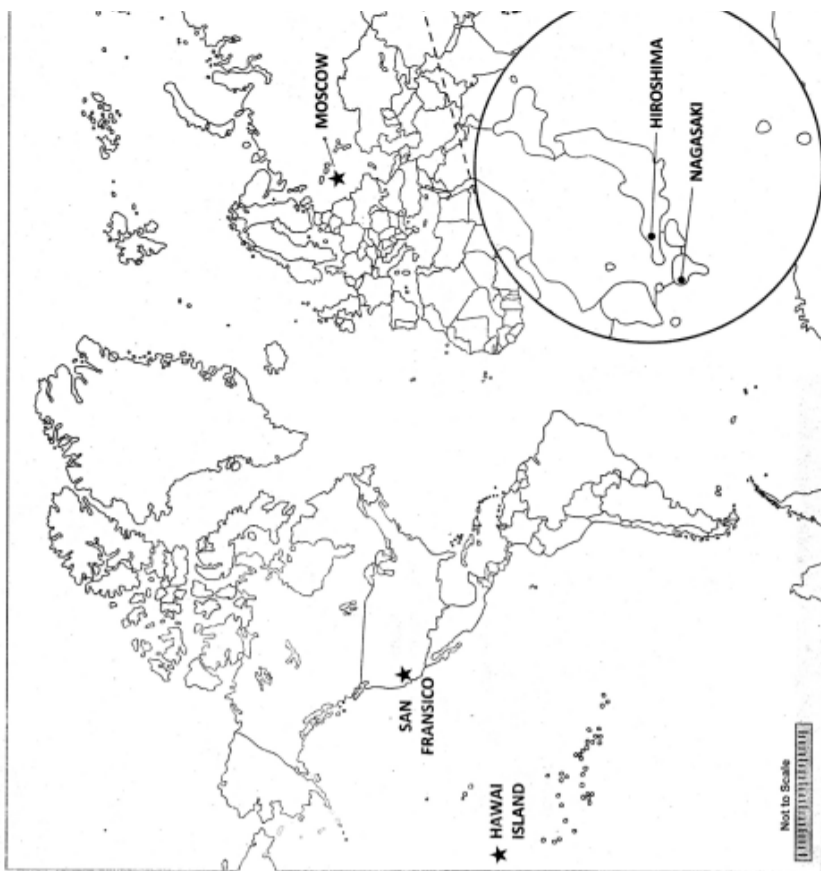 MOSCOW
HIROSHIMA
NAGASAKI
SAN
FRANSICO
HAWAI
ISLAND
Not to Scale